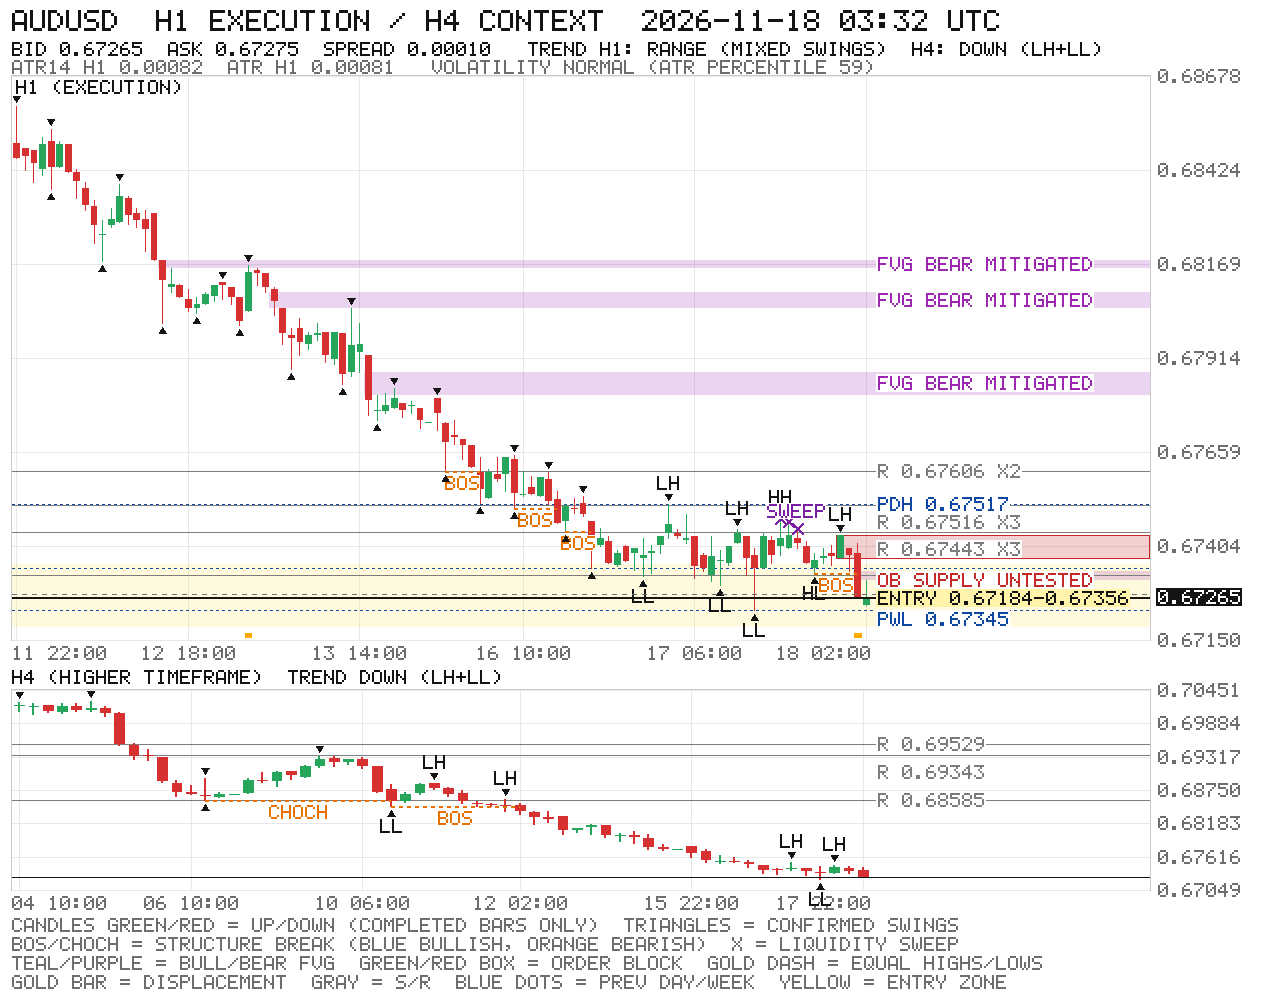 AUDUSD H1 EXECUTION / H4 CONTEXT 2026-11-18 03:32 UTC
BID 0.67265 ASK 0.67275 SPREAD 0.00010 TREND H1: RANGE (MIXED SWINGS) H4: DOWN (LH+LL)
ATR14 H1 0.00082 ATR H1 0.00081 VOLATILITY NORMAL (ATR PERCENTILE 59)
H1 (EXECUTION)
0.68678
0.68424
FVG BEAR MITIGATED
0.68169
FVG BEAR MITIGATED
0.67914
FVG BEAR MITIGATED
0.67659
R 0.67606 X2
BOS
LH
HH
PDH 0.67517
LH
SWEEP
LH
BOS
R 0.67516 X3
BOS
R 0.67443 X3
0.67404
OB SUPPLY UNTESTED
BOS
LL
HL
ENTRY 0.67184-0.67356
0.67265
LL
PWL 0.67345
LL
0.67150
11 22:00 12 18:00 13 14:00 16 10:00 17 06:00 18 02:00
H4 (HIGHER TIMEFRAME) TREND DOWN (LH+LL)
0.70451
0.69884
R 0.69529
0.69317
LH
R 0.69343
LH
0.68750
R 0.68585
CHOCH
BOS
LL
0.68183
LH
LH
0.67616
0.67049
LL
04 10:00 06 10:00 10 06:00 12 02:00 15 22:00 17 22:00
CANDLES GREEN/RED = UP/DOWN (COMPLETED BARS ONLY) TRIANGLES = CONFIRMED SWINGS
BOS/CHOCH = STRUCTURE BREAK (BLUE BULLISH, ORANGE BEARISH) X = LIQUIDITY SWEEP
TEAL/PURPLE = BULL/BEAR FVG GREEN/RED BOX = ORDER BLOCK GOLD DASH = EQUAL HIGHS/LOWS
GOLD BAR = DISPLACEMENT GRAY = S/R BLUE DOTS = PREV DAY/WEEK YELLOW = ENTRY ZONE